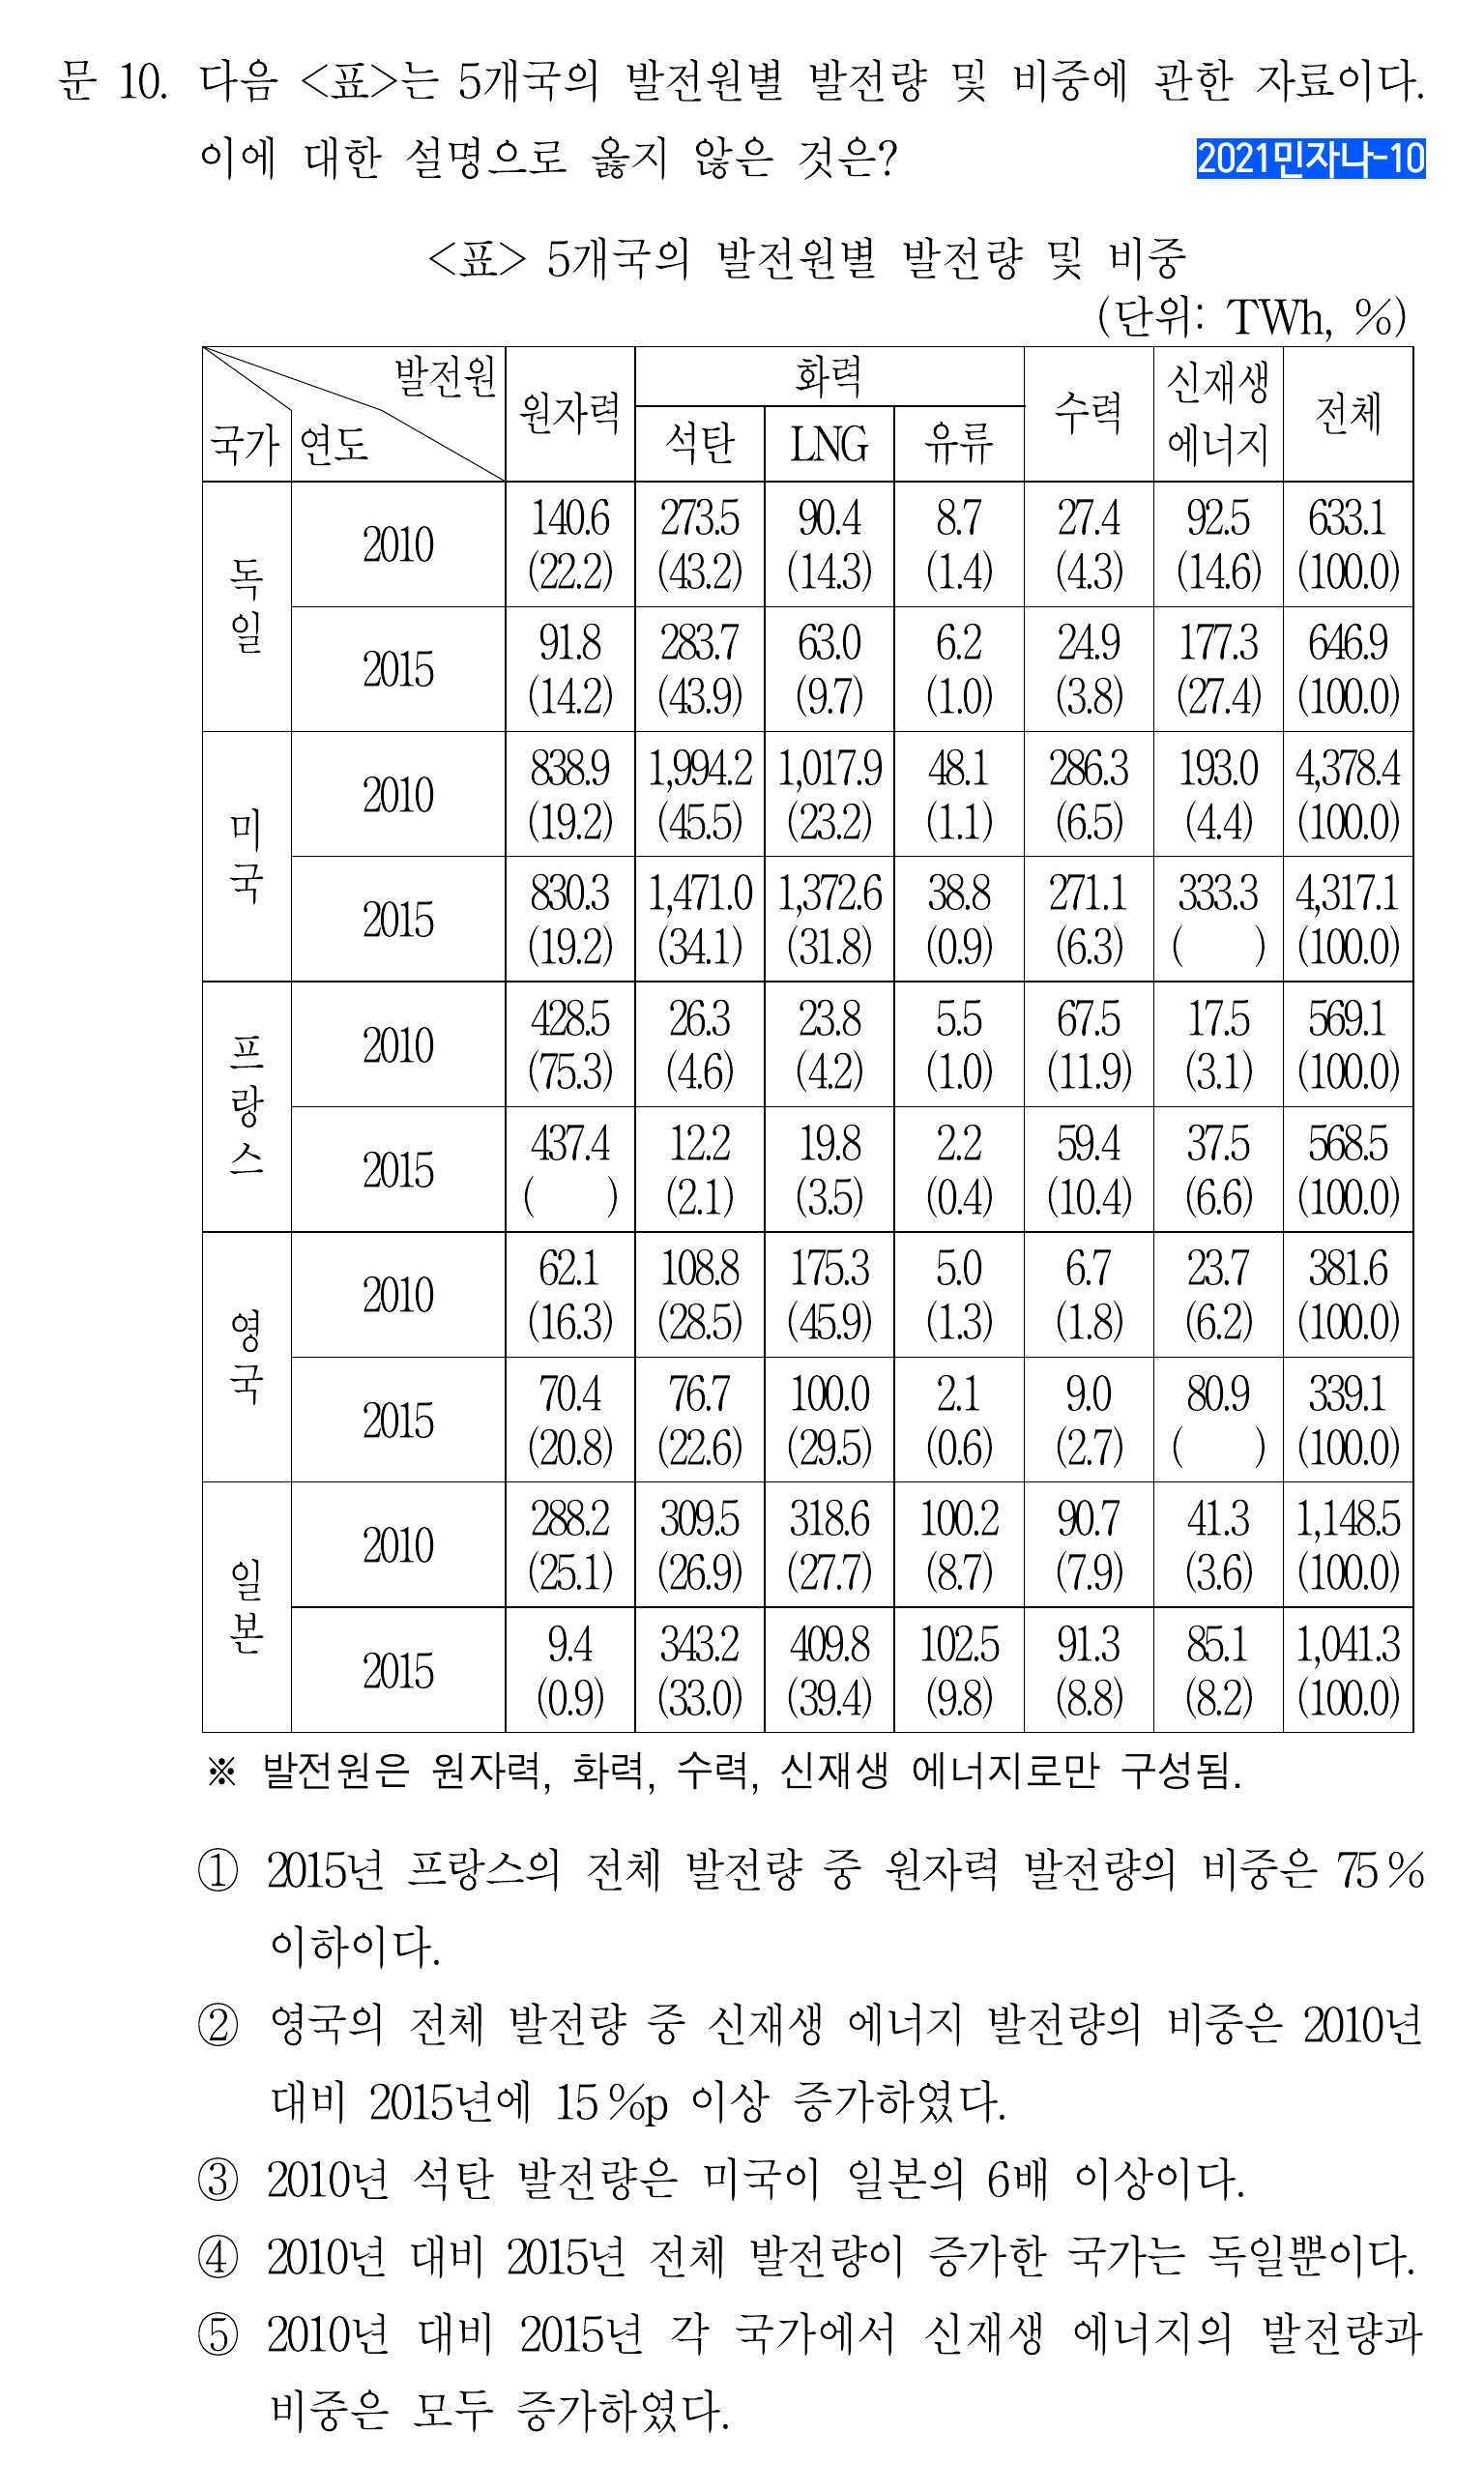 문 10. 다음 <표>는 5개국의 발전원별 발전량 및 비중에 관한 자료이다.
이에 대한 설명으로 옳지 않은 것은?
2021민자나-10
<표> 5개국의 발전원별 발전량 및 비중
(단위: TWh, %)
발전원 원자력 화력 수력 신재생 에너지 전체
국가 연도 석탄 LNG 유류
독일 2010 140.6 273.5 90.4 8.7 27.4 92.5 633.1
(22.2) (43.2) (14.3) (1.4) (4.3) (14.6) (100.0)
2015 91.8 283.7 63.0 6.2 24.9 177.3 646.9
(14.2) (43.9) (9.7) (1.0) (3.8) (27.4) (100.0)
미국 2010 838.9 1,994.2 1,017.9 48.1 286.3 193.0 4,378.4
(19.2) (45.5) (23.2) (1.1) (6.5) (4.4) (100.0)
2015 830.3 1,471.0 1,372.6 38.8 271.1 333.3 4,317.1
(19.2) (34.1) (31.8) (0.9) (6.3) ( ) (100.0)
프랑스 2010 428.5 26.3 23.8 5.5 67.5 17.5 569.1
(75.3) (4.6) (4.2) (1.0) (11.9) (3.1) (100.0)
2015 437.4 12.2 19.8 2.2 59.4 37.5 568.5
( ) (2.1) (3.5) (0.4) (10.4) (6.6) (100.0)
영국 2010 62.1 108.8 175.3 5.0 6.7 23.7 381.6
(16.3) (28.5) (45.9) (1.3) (1.8) (6.2) (100.0)
2015 70.4 76.7 100.0 2.1 9.0 80.9 339.1
(20.8) (22.6) (29.5) (0.6) (2.7) ( ) (100.0)
일본 2010 288.2 309.5 318.6 100.2 90.7 41.3 1,148.5
(25.1) (26.9) (27.7) (8.7) (7.9) (3.6) (100.0)
2015 9.4 343.2 409.8 102.5 91.3 85.1 1,041.3
(0.9) (33.0) (39.4) (9.8) (8.8) (8.2) (100.0)
※ 발전원은 원자력, 화력, 수력, 신재생 에너지로만 구성됨.
① 2015년 프랑스의 전체 발전량 중 원자력 발전량의 비중은 75%
이하이다.
② 영국의 전체 발전량 중 신재생 에너지 발전량의 비중은 2010년
대비 2015년에 15%p 이상 증가하였다.
③ 2010년 석탄 발전량은 미국이 일본의 6배 이상이다.
④ 2010년 대비 2015년 전체 발전량이 증가한 국가는 독일뿐이다.
⑤ 2010년 대비 2015년 각 국가에서 신재생 에너지의 발전량과
비중은 모두 증가하였다.